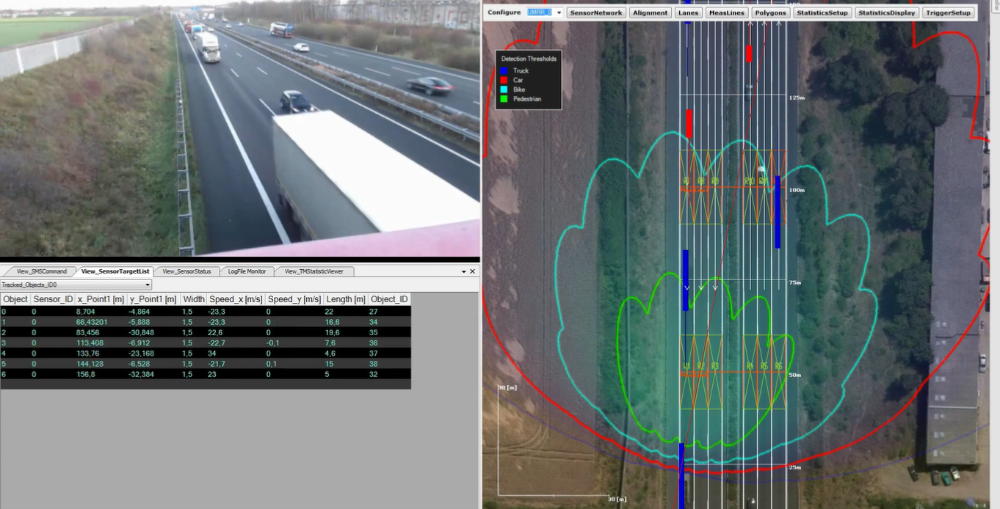 Configure UMRR_0 SensorNetwork Alignment Lanes MeasLines Polygons StatisticsSetup StatisticsDisplay TriggerSetup
Detection Thresholds
Truck
Car
Bike
Pedestrian
125m
R8 R9 R10
100m
75m
R1 R2 R3 R4 R5 R6
50m
30 [m]
25m
30 [m]
View_SMSCommand View_SensorTargetList View_SensorStatus LogFile Monitor View_TMStatisticViewer
Tracked_Objects_ID0
Object Sensor_ID x_Point1 [m] y_Point1 [m] Width Speed_x [m/s] Speed_y [m/s] Length [m] Object_ID
0 0 8,704 -4,864 1,5 -23,3 0 22 27
1 0 66,43201 -5,888 1,5 -23,3 0 16,6 34
2 0 83,456 -30,848 1,5 22,6 0 19,6 35
3 0 113,408 -6,912 1,5 -22,7 -0,1 7,6 36
4 0 133,76 -23,168 1,5 34 0 4,6 37
5 0 144,128 -6,528 1,5 -21,7 0,1 15 38
6 0 156,8 -32,384 1,5 23 0 5 32